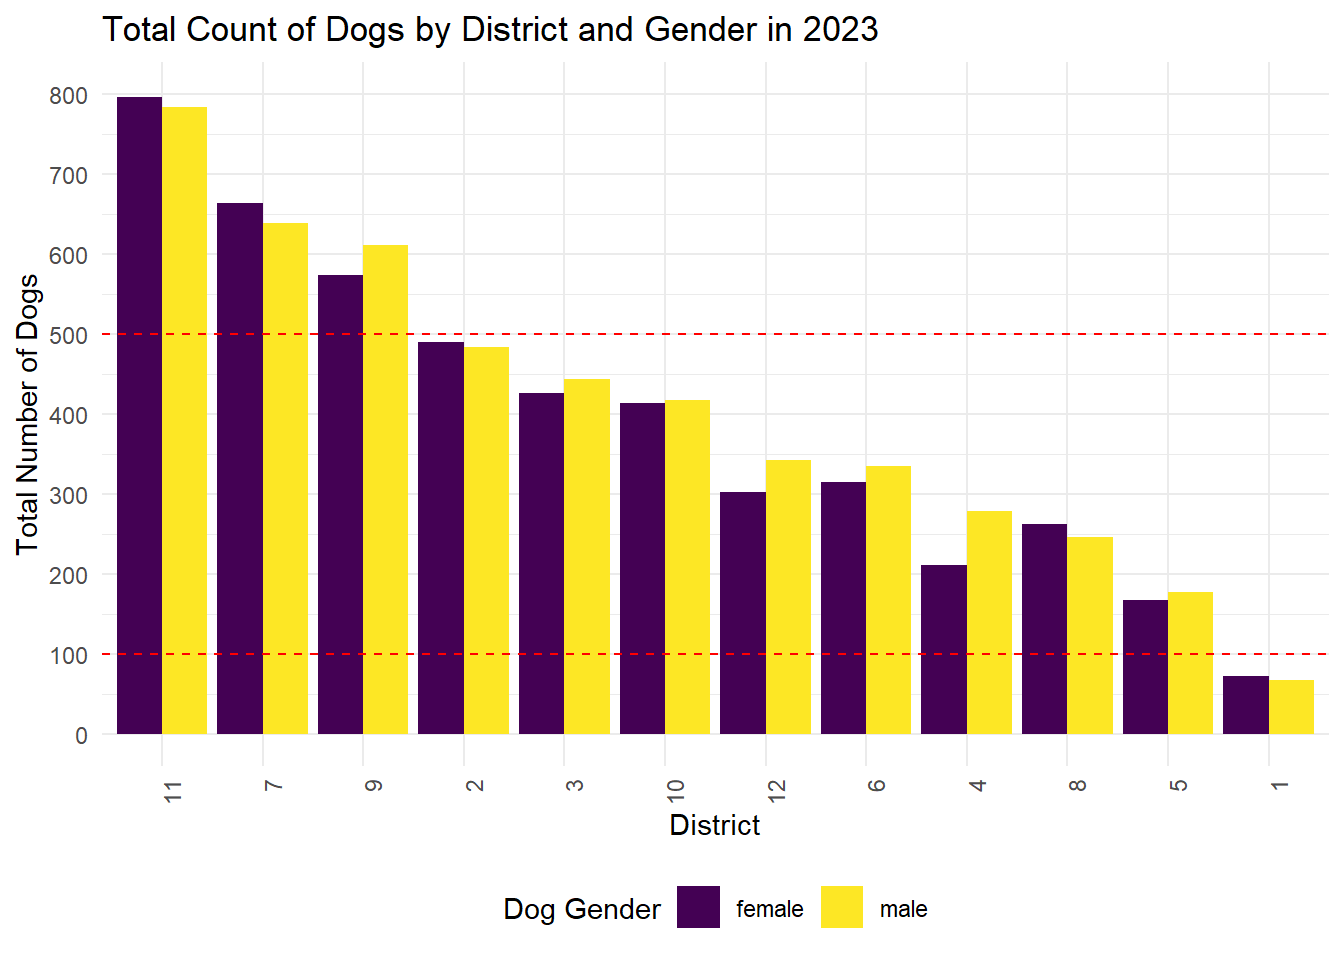 Total Count of Dogs by District and Gender in 2023
Total Number of Dogs
800
700
600
500
400
300
200
100
0
11 7 9 2 3 10 12 6 4 8 5 1
District
Dog Gender female male